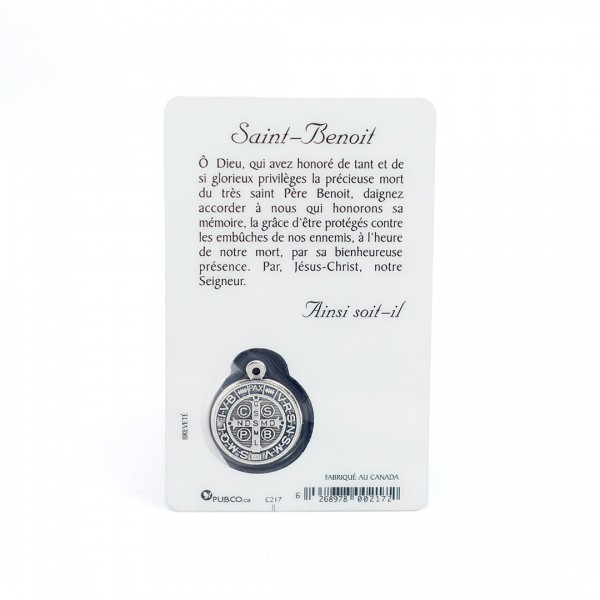 Saint-Benoit
Ô Dieu, qui avez honoré de tant et de
si glorieux privilèges la précieuse mort
du très saint Père Benoit, daignez
accorder à nous qui honorons sa
mémoire, la grâce d'être protégés contre
les embûches de nos ennemis, à l'heure
de notre mort, par sa bienheureuse
présence. Par, Jésus-Christ, notre
Seigneur.
Ainsi soit-il
PAX
V·R·S·N·S·M·V
S·M·Q·L·I·V·B
C S
C
S
NDSMD
M
L
P B
BREVETÉ
FABRIQUÉ AU CANADA
PUBCO.ca
C217
6 268978 002172